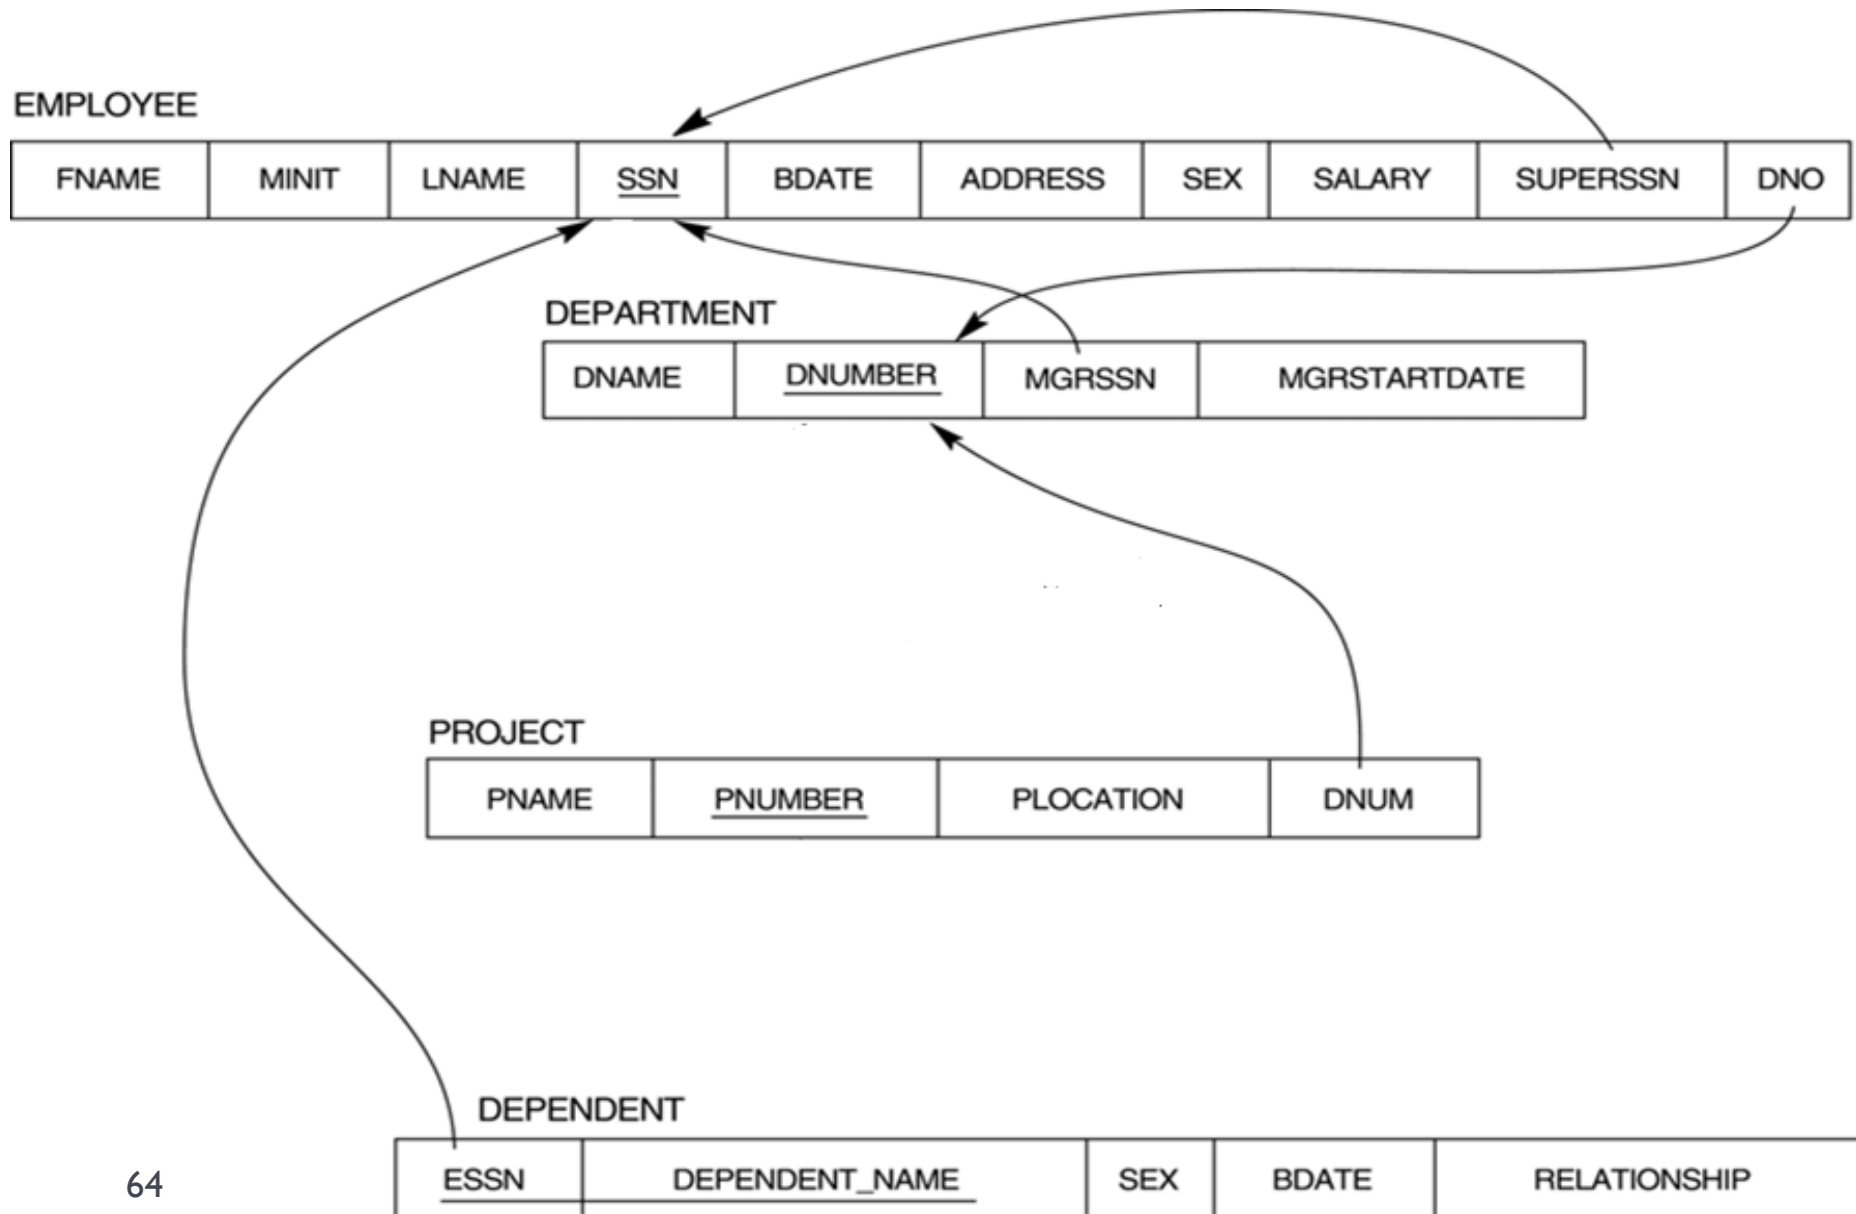 EMPLOYEE
FNAME MINIT LNAME SSN BDATE ADDRESS SEX SALARY SUPERSSN DNO
DEPARTMENT
DNAME DNUMBER MGRSSN MGRSTARTDATE
PROJECT
PNAME PNUMBER PLOCATION DNUM
DEPENDENT
64 ESSN DEPENDENT_NAME SEX BDATE RELATIONSHIP